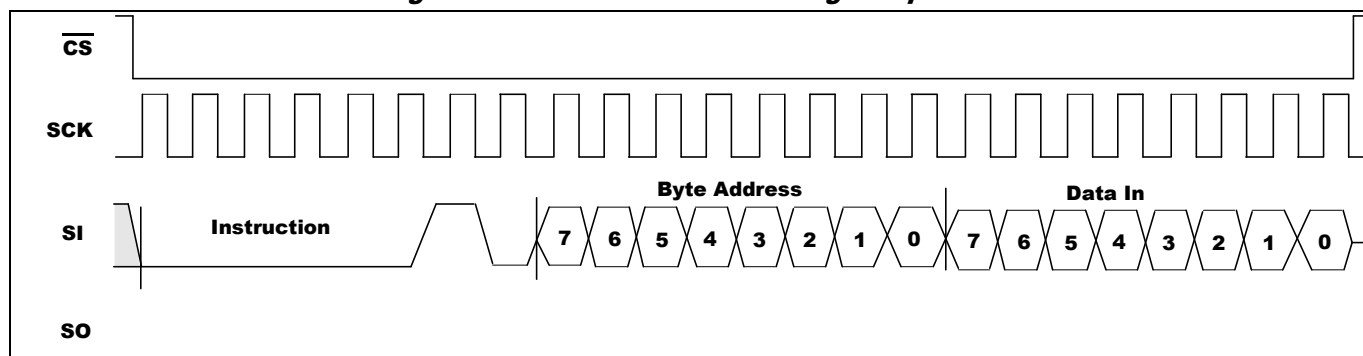 CS
SCK
Byte Address
Data In
SI
Instruction
7 6 5 4 3 2 1 0 7 6 5 4 3 2 1 0
SO